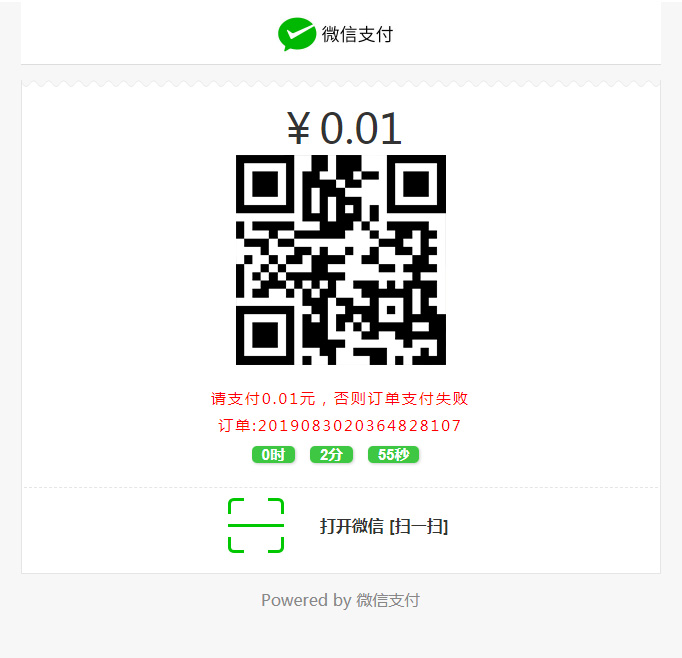 微信支付
¥ 0.01
请支付0.01元，否则订单支付失败
订单:2019083020364828107
0时 2分 55秒
打开微信 [扫一扫]
Powered by 微信支付